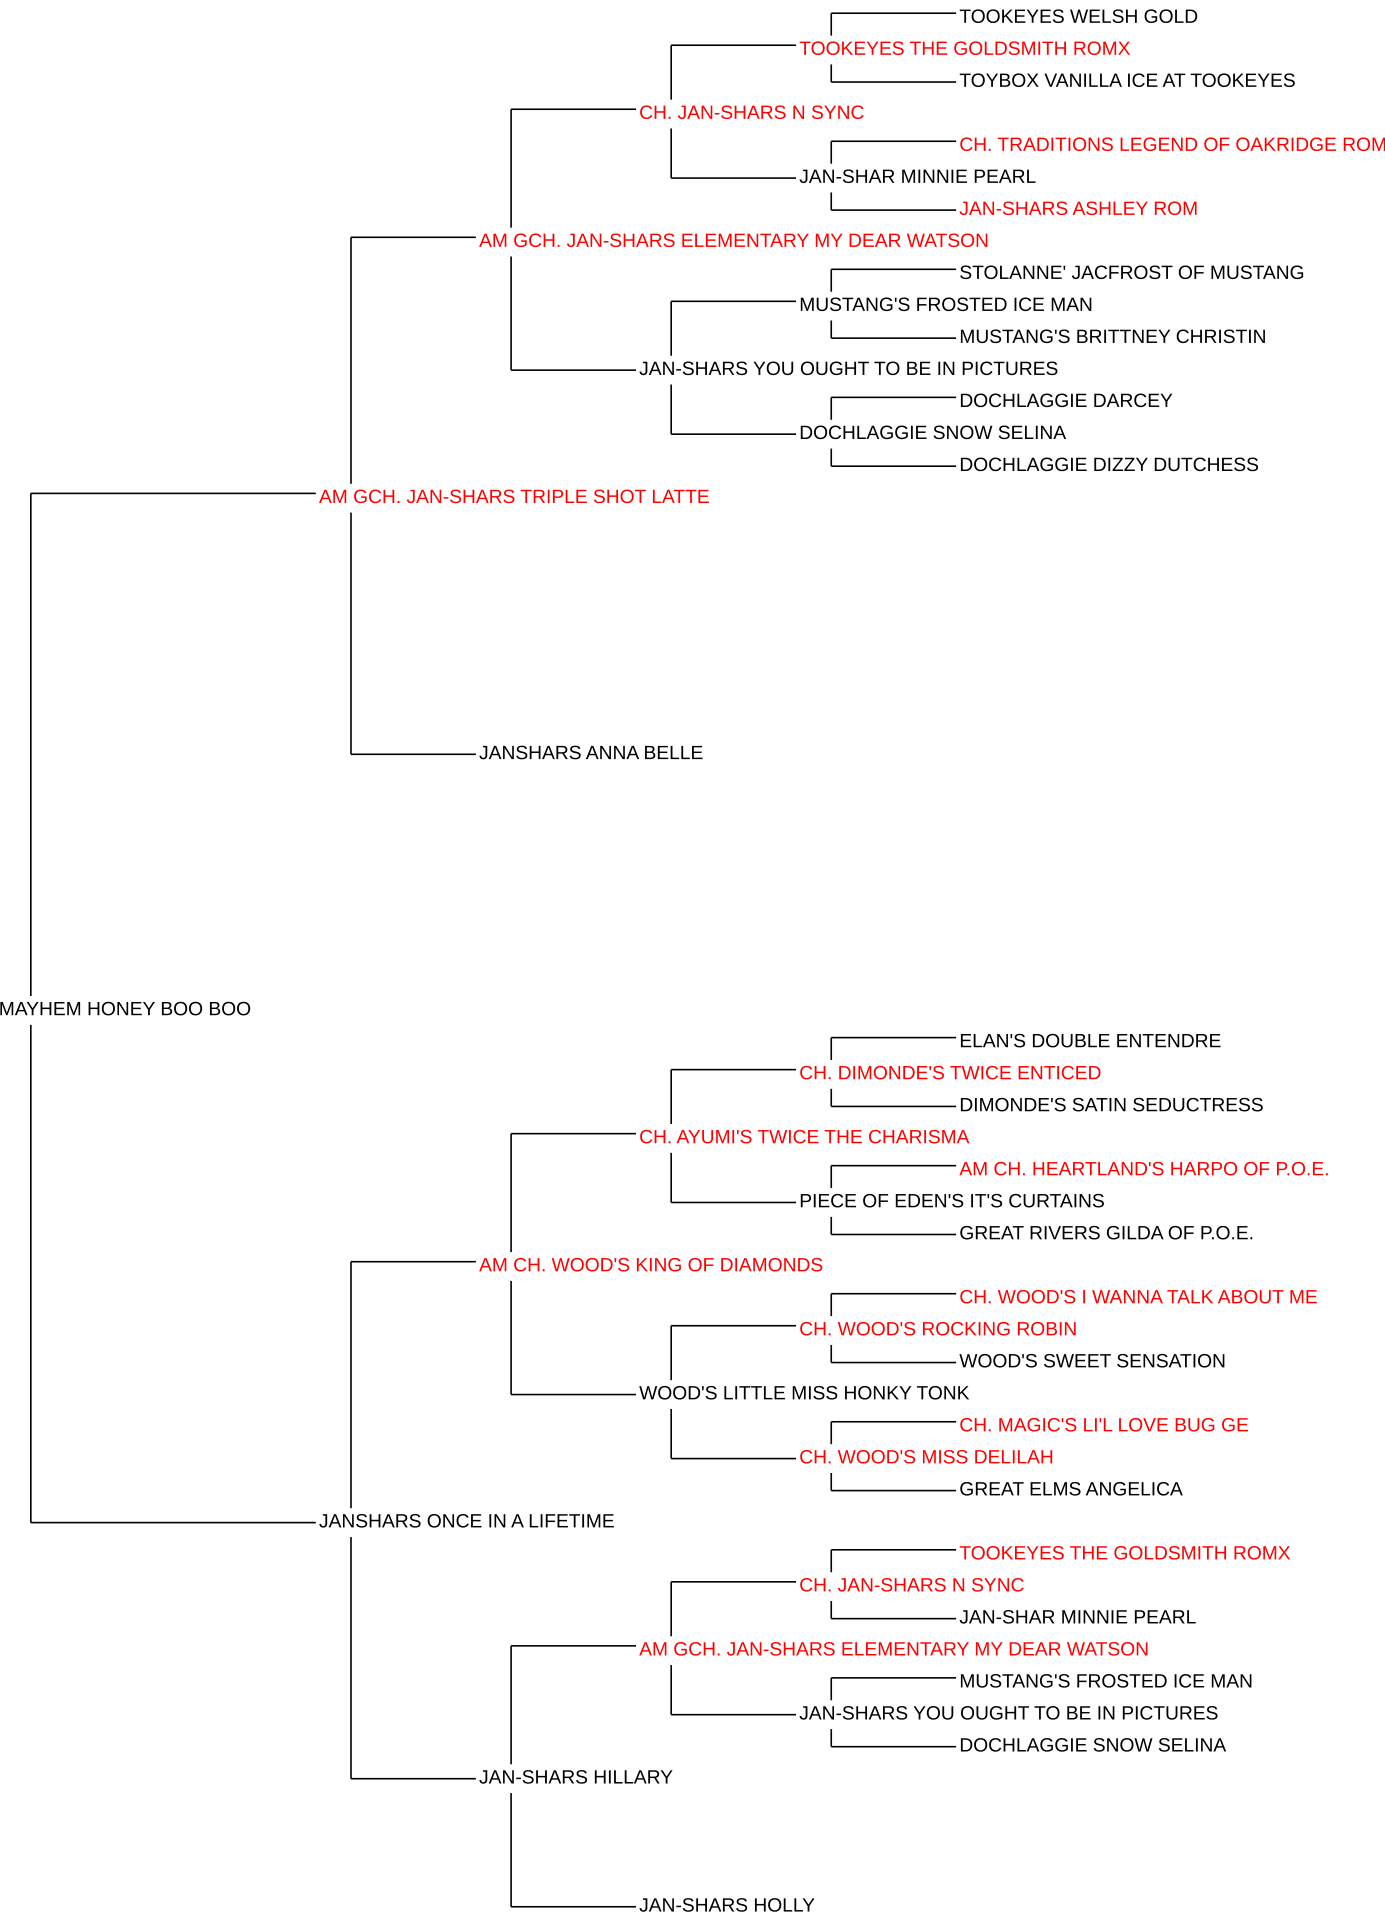 TOOKEYES WELSH GOLD
TOOKEYES THE GOLDSMITH ROMX
TOYBOX VANILLA ICE AT TOOKEYES
CH. JAN-SHARS N SYNC
CH. TRADITIONS LEGEND OF OAKRIDGE ROM
JAN-SHAR MINNIE PEARL
JAN-SHARS ASHLEY ROM
AM GCH. JAN-SHARS ELEMENTARY MY DEAR WATSON
STOLANNE' JACFROST OF MUSTANG
MUSTANG'S FROSTED ICE MAN
MUSTANG'S BRITTNEY CHRISTIN
JAN-SHARS YOU OUGHT TO BE IN PICTURES
DOCHLAGGIE DARCEY
DOCHLAGGIE SNOW SELINA
DOCHLAGGIE DIZZY DUTCHESS
AM GCH. JAN-SHARS TRIPLE SHOT LATTE
JANSHARS ANNA BELLE
MAYHEM HONEY BOO BOO
ELAN'S DOUBLE ENTENDRE
CH. DIMONDE'S TWICE ENTICED
DIMONDE'S SATIN SEDUCTRESS
CH. AYUMI'S TWICE THE CHARISMA
AM CH. HEARTLAND'S HARPO OF P.O.E.
PIECE OF EDEN'S IT'S CURTAINS
GREAT RIVERS GILDA OF P.O.E.
AM CH. WOOD'S KING OF DIAMONDS
CH. WOOD'S I WANNA TALK ABOUT ME
CH. WOOD'S ROCKING ROBIN
WOOD'S SWEET SENSATION
WOOD'S LITTLE MISS HONKY TONK
CH. MAGIC'S LI'L LOVE BUG GE
CH. WOOD'S MISS DELILAH
GREAT ELMS ANGELICA
JANSHARS ONCE IN A LIFETIME
TOOKEYES THE GOLDSMITH ROMX
CH. JAN-SHARS N SYNC
JAN-SHAR MINNIE PEARL
AM GCH. JAN-SHARS ELEMENTARY MY DEAR WATSON
MUSTANG'S FROSTED ICE MAN
JAN-SHARS YOU OUGHT TO BE IN PICTURES
DOCHLAGGIE SNOW SELINA
JAN-SHARS HILLARY
JAN-SHARS HOLLY